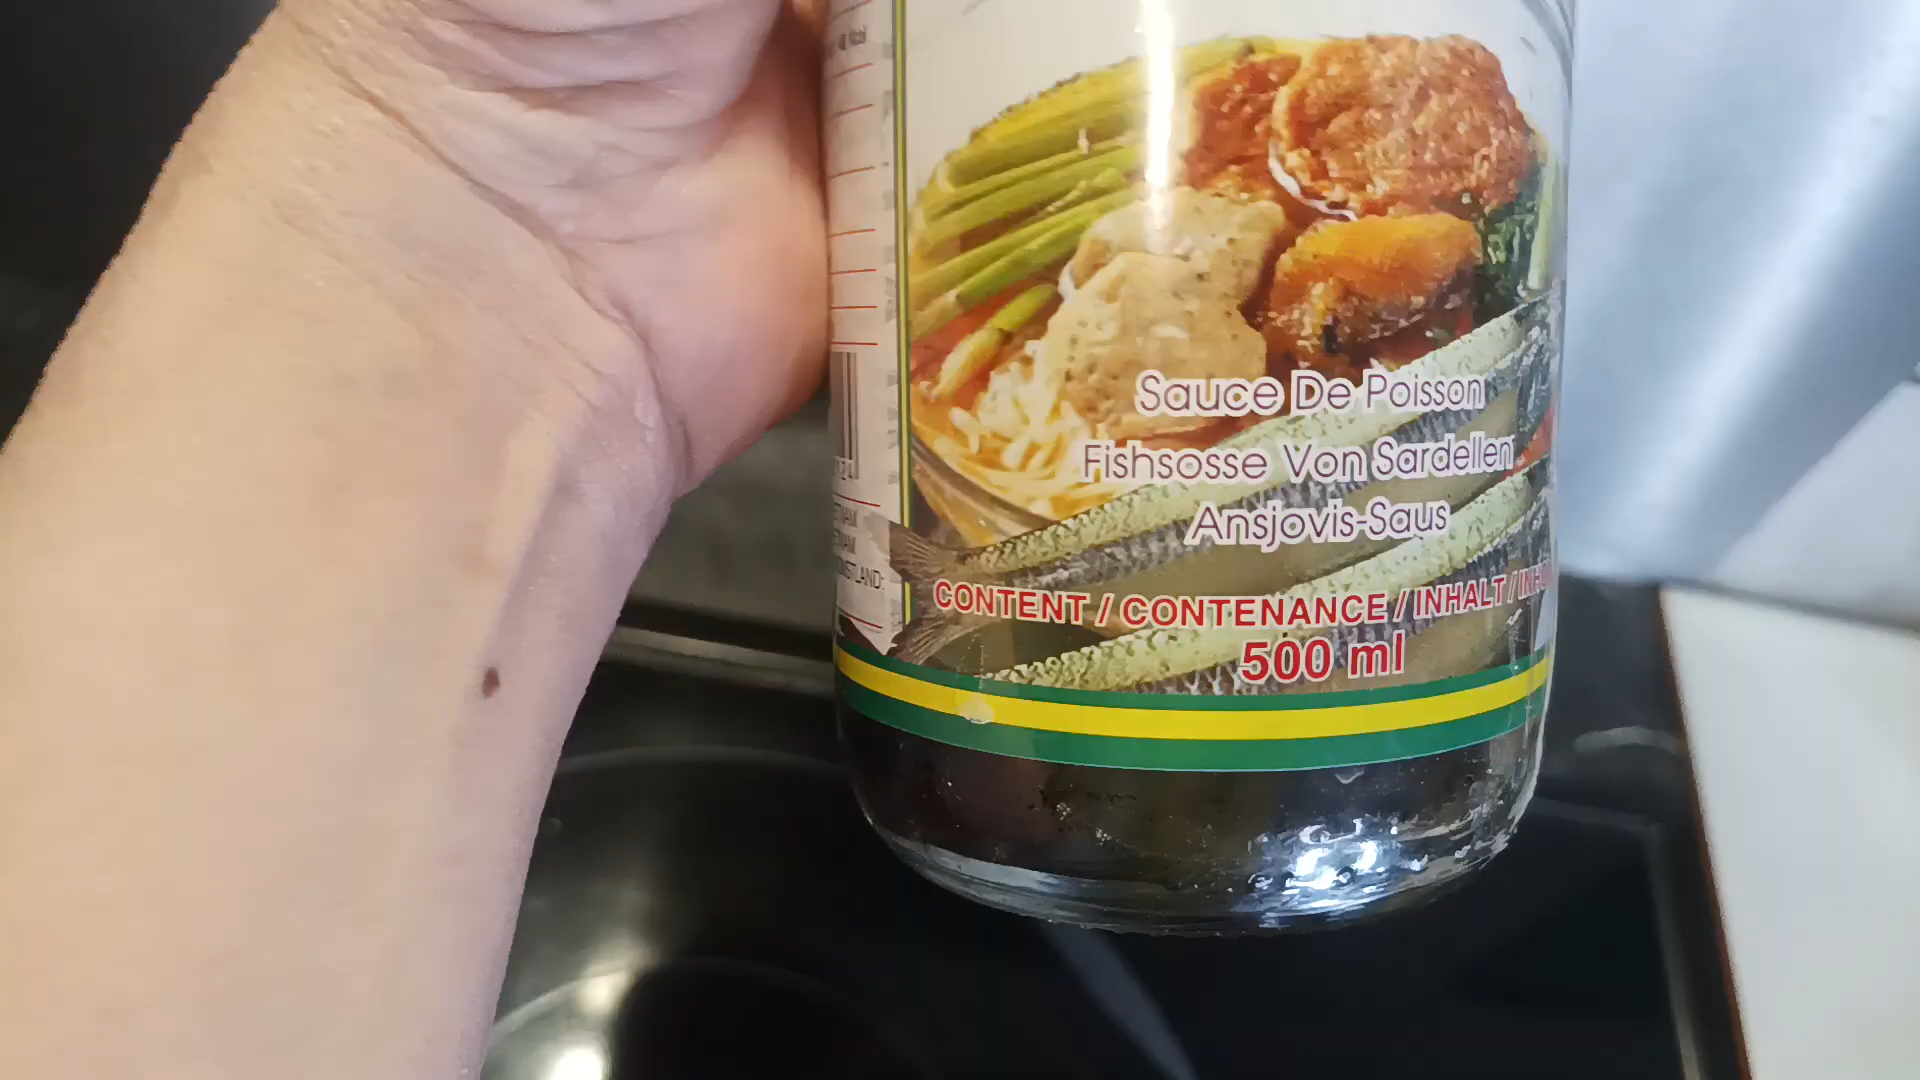 Sauce De Poisson
Fishsosse Von Sardellen
Ansjovis-Saus
CONTENT / CONTENANCE / INHALT /
500 ml